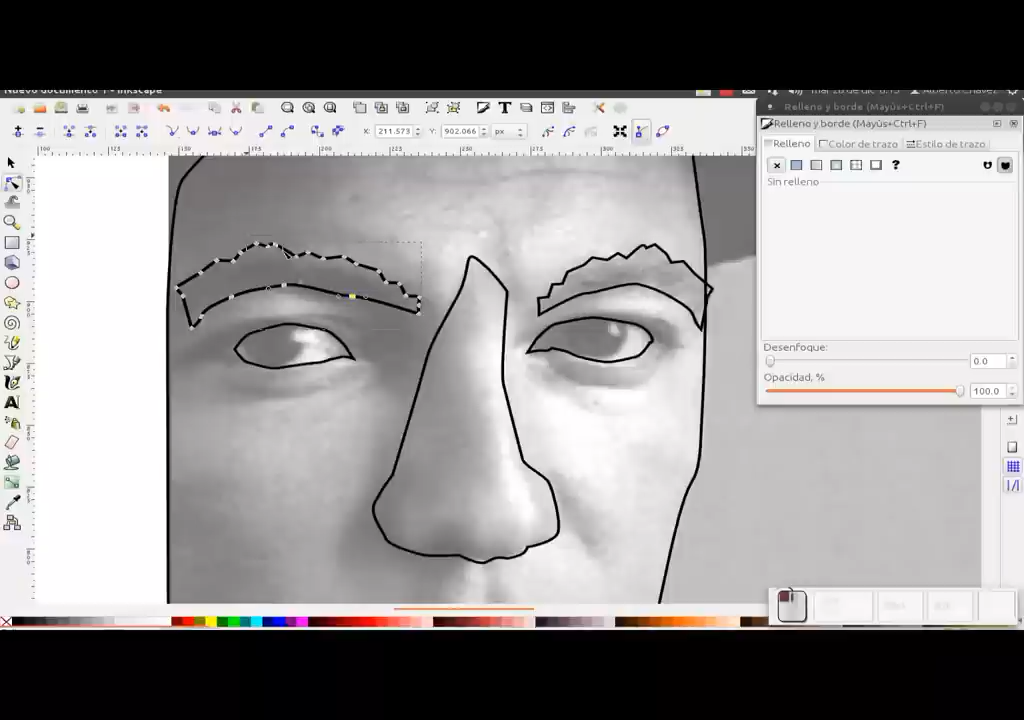 Nuevo documento 1 - Inkscape
Relleno y borde (Mayús+Ctrl+F)
Relleno y borde (Mayús+Ctrl+F)
X: 211.573 Y: 902.066 px
Relleno Color de trazo Estilo de trazo
Sin relleno
Desenfoque:
0.0
Opacidad, %
100.0